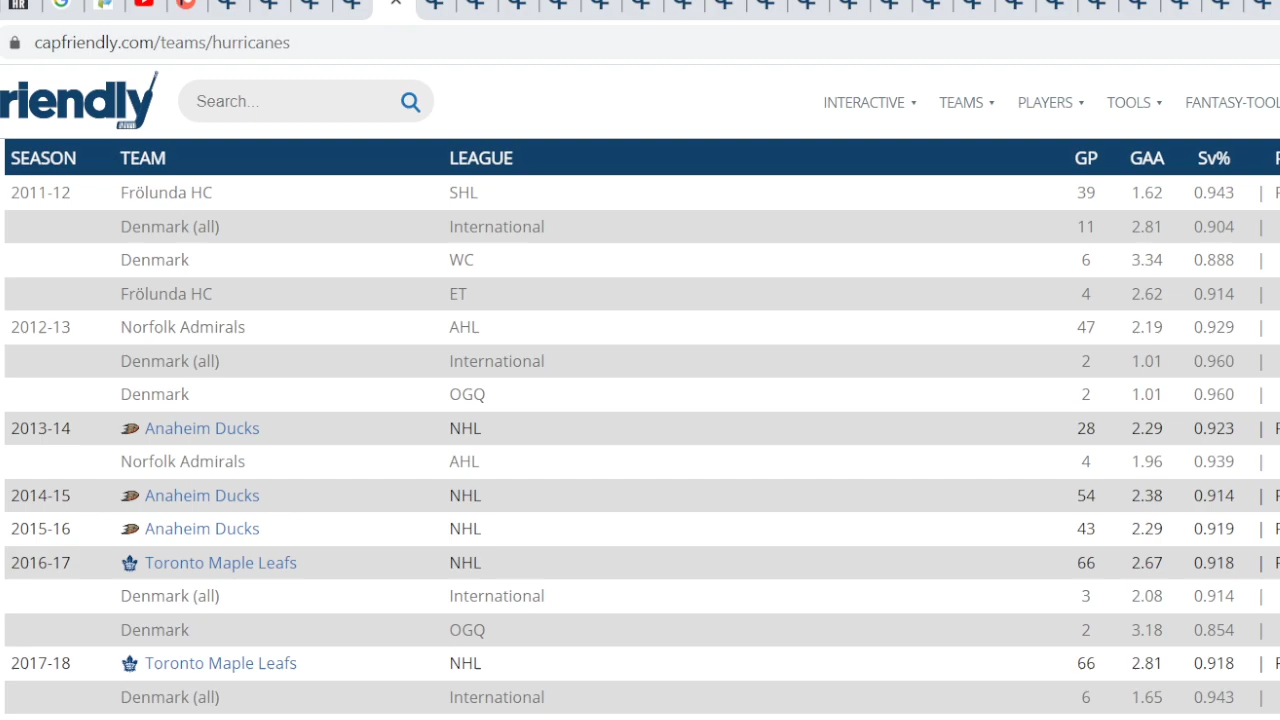 HR
capfriendly.com/teams/hurricanes
riendly Search... INTERACTIVE ▾ TEAMS ▾ PLAYERS ▾ TOOLS ▾ FANTASY-TOOL
SEASON TEAM LEAGUE GP GAA Sv%
2011-12 Frölunda HC SHL 39 1.62 0.943 |
Denmark (all) International 11 2.81 0.904 |
Denmark WC 6 3.34 0.888 |
Frölunda HC ET 4 2.62 0.914 |
2012-13 Norfolk Admirals AHL 47 2.19 0.929 |
Denmark (all) International 2 1.01 0.960 |
Denmark OGQ 2 1.01 0.960 |
2013-14 Anaheim Ducks NHL 28 2.29 0.923 |
Norfolk Admirals AHL 4 1.96 0.939 |
2014-15 Anaheim Ducks NHL 54 2.38 0.914 |
2015-16 Anaheim Ducks NHL 43 2.29 0.919 |
2016-17 Toronto Maple Leafs NHL 66 2.67 0.918 |
Denmark (all) International 3 2.08 0.914 |
Denmark OGQ 2 3.18 0.854 |
2017-18 Toronto Maple Leafs NHL 66 2.81 0.918 |
Denmark (all) International 6 1.65 0.943 |